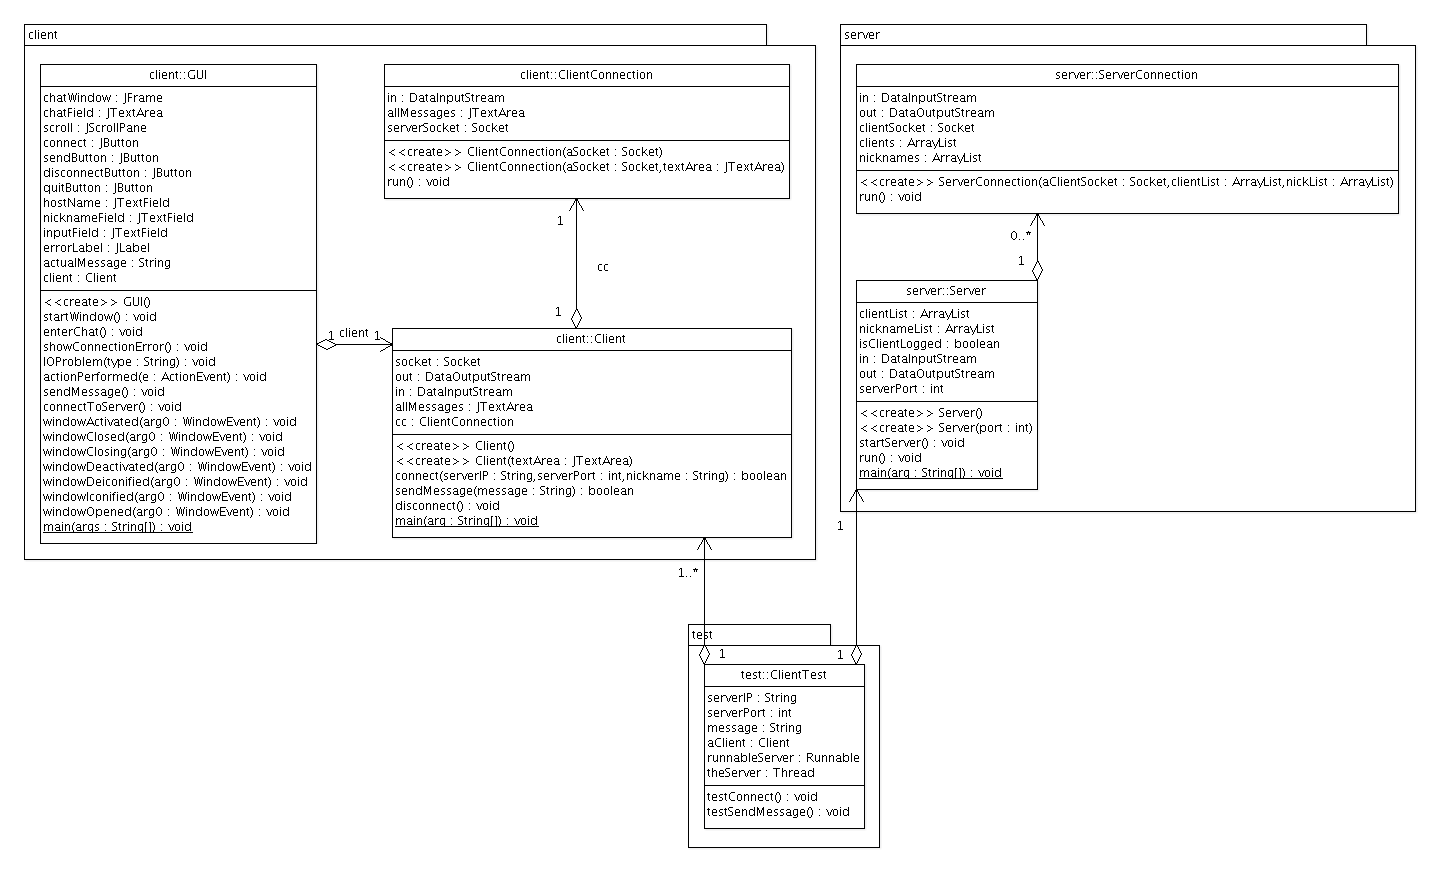 client
client::GUI
chatWindow : JFrame
chatField : JTextArea
scroll : JScrollPane
connect : JButton
sendButton : JButton
disconnectButton : JButton
quitButton : JButton
hostName : JTextField
nicknameField : JTextField
inputField : JTextField
errorLabel : JLabel
actualMessage : String
client : Client
<<create>> GUI()
startWindow() : void
enterChat() : void
showConnectionError() : void
IOProblem(type : String) : void
actionPerformed(e : ActionEvent) : void
sendMessage() : void
connectToServer() : void
windowActivated(arg0 : WindowEvent) : void
windowClosed(arg0 : WindowEvent) : void
windowClosing(arg0 : WindowEvent) : void
windowDeactivated(arg0 : WindowEvent) : void
windowDeiconified(arg0 : WindowEvent) : void
windowIconified(arg0 : WindowEvent) : void
windowOpened(arg0 : WindowEvent) : void
main(args : String[]) : void
1 client 1
client::ClientConnection
in : DataInputStream
allMessages : JTextArea
serverSocket : Socket
<<create>> ClientConnection(aSocket : Socket)
<<create>> ClientConnection(aSocket : Socket,textArea : JTextArea)
run() : void
1
cc
1
client::Client
socket : Socket
out : DataOutputStream
in : DataInputStream
allMessages : JTextArea
cc : ClientConnection
<<create>> Client()
<<create>> Client(textArea : JTextArea)
connect(serverIP : String,serverPort : int,nickname : String) : boolean
sendMessage(message : String) : boolean
disconnect() : void
main(arg : String[]) : void
server
server::ServerConnection
in : DataInputStream
out : DataOutputStream
clientSocket : Socket
clients : ArrayList
nicknames : ArrayList
<<create>> ServerConnection(aClientSocket : Socket,clientList : ArrayList,nickList : ArrayList)
run() : void
0..*
1
server::Server
clientList : ArrayList
nicknameList : ArrayList
isClientLogged : boolean
in : DataInputStream
out : DataOutputStream
serverPort : int
<<create>> Server()
<<create>> Server(port : int)
startServer() : void
run() : void
main(arg : String[]) : void
1
1..*
test
1
1
test::ClientTest
serverIP : String
serverPort : int
message : String
aClient : Client
runnableServer : Runnable
theServer : Thread
testConnect() : void
testSendMessage() : void